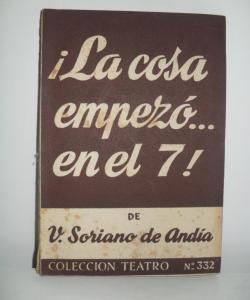 ¡La cosa
empezó...
en el 7!
DE
V. Soriano de Andía
COLECCION TEATRO Nº 332